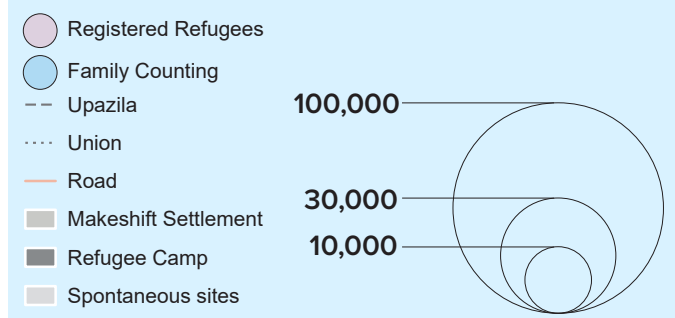 Registered Refugees
Family Counting
Upazila
Union
Road
Makeshift Settlement
Refugee Camp
Spontaneous sites
100,000
30,000
10,000